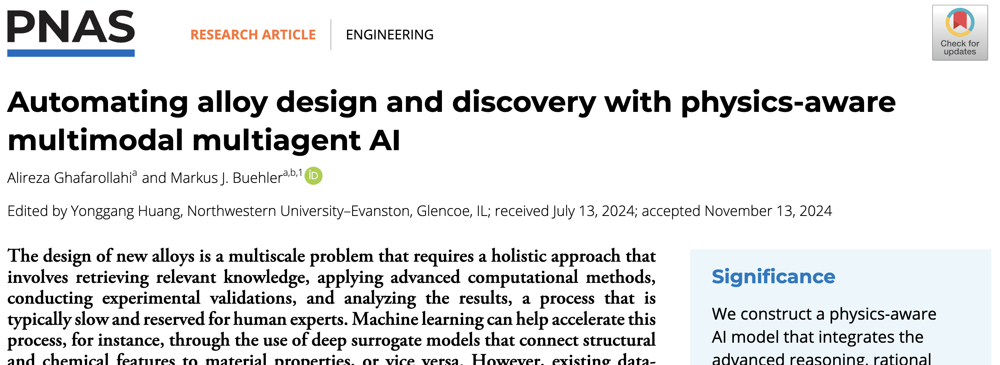 PNAS
RESEARCH ARTICLE | ENGINEERING
Check for
updates
Automating alloy design and discovery with physics-aware
multimodal multiagent AI
Alireza Ghafarollahia and Markus J. Buehlera,b,1 iD
Edited by Yonggang Huang, Northwestern University–Evanston, Glencoe, IL; received July 13, 2024; accepted November 13, 2024
The design of new alloys is a multiscale problem that requires a holistic approach that
involves retrieving relevant knowledge, applying advanced computational methods,
conducting experimental validations, and analyzing the results, a process that is
typically slow and reserved for human experts. Machine learning can help accelerate this
process, for instance, through the use of deep surrogate models that connect structural
and chemical features to material properties, or vice versa. However, existing data-
Significance
We construct a physics-aware
AI model that integrates the
advanced reasoning, rational